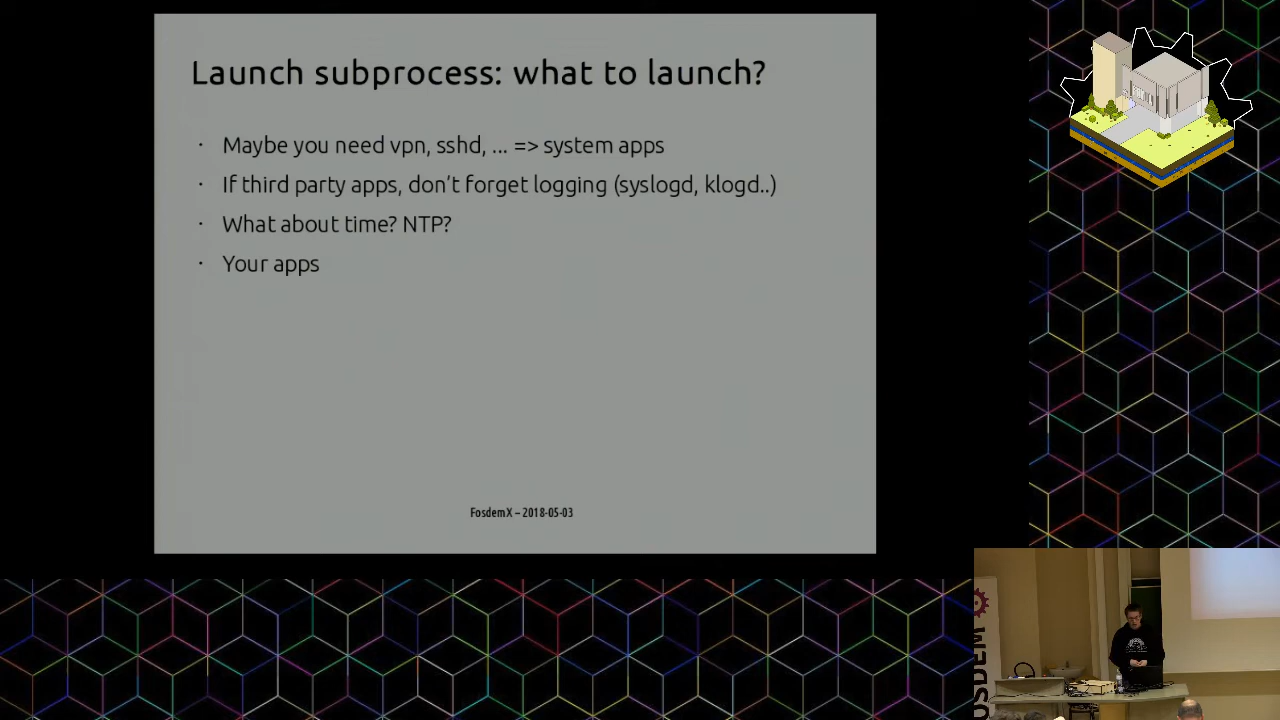 Launch subprocess: what to launch?
· Maybe you need vpn, sshd, ... => system apps
· If third party apps, don’t forget logging (syslogd, klogd..)
· What about time? NTP?
· Your apps
FosdemX – 2018-05-03
OSDEM